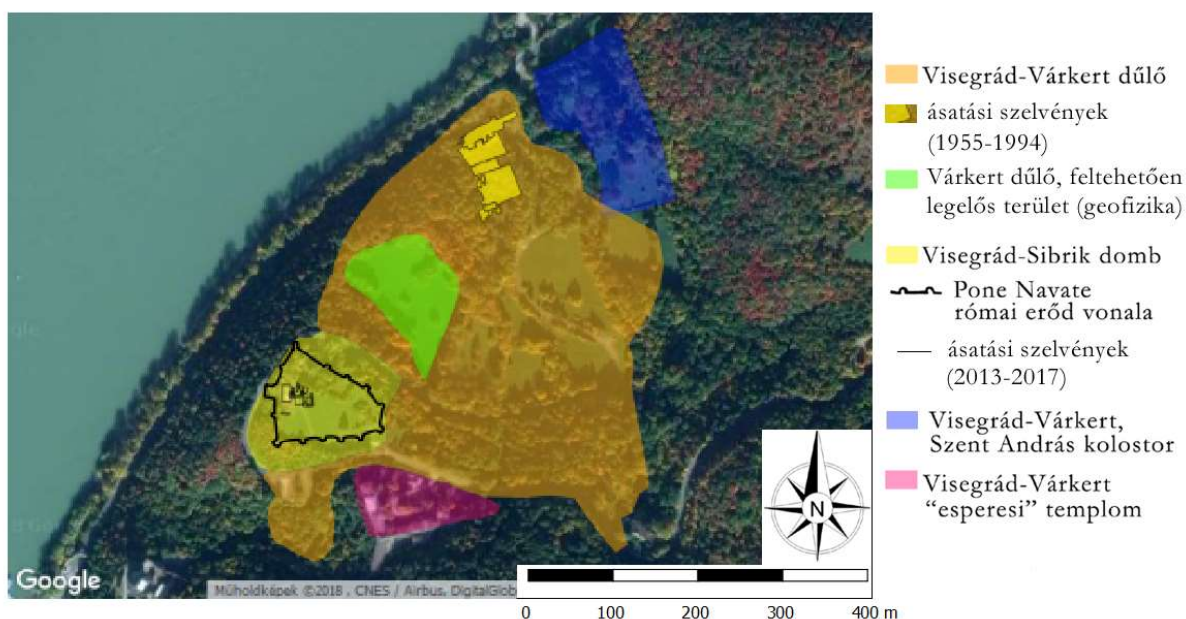 Visegrád-Várkert dűlő
ásatási szelvények
(1955-1994)
Várkert dűlő, feltehetően
legelős terület (geofizika)
Visegrád-Sibrik domb
Pone Navate
római erőd vonala
ásatási szelvények
(2013-2017)
Visegrád-Várkert,
Szent András kolostor
Visegrád-Várkert
“esperesi” templom
N
Google
Műholdképek ©2018 , CNES / Airbus, DigitalGlob
0 100 200 300 400 m